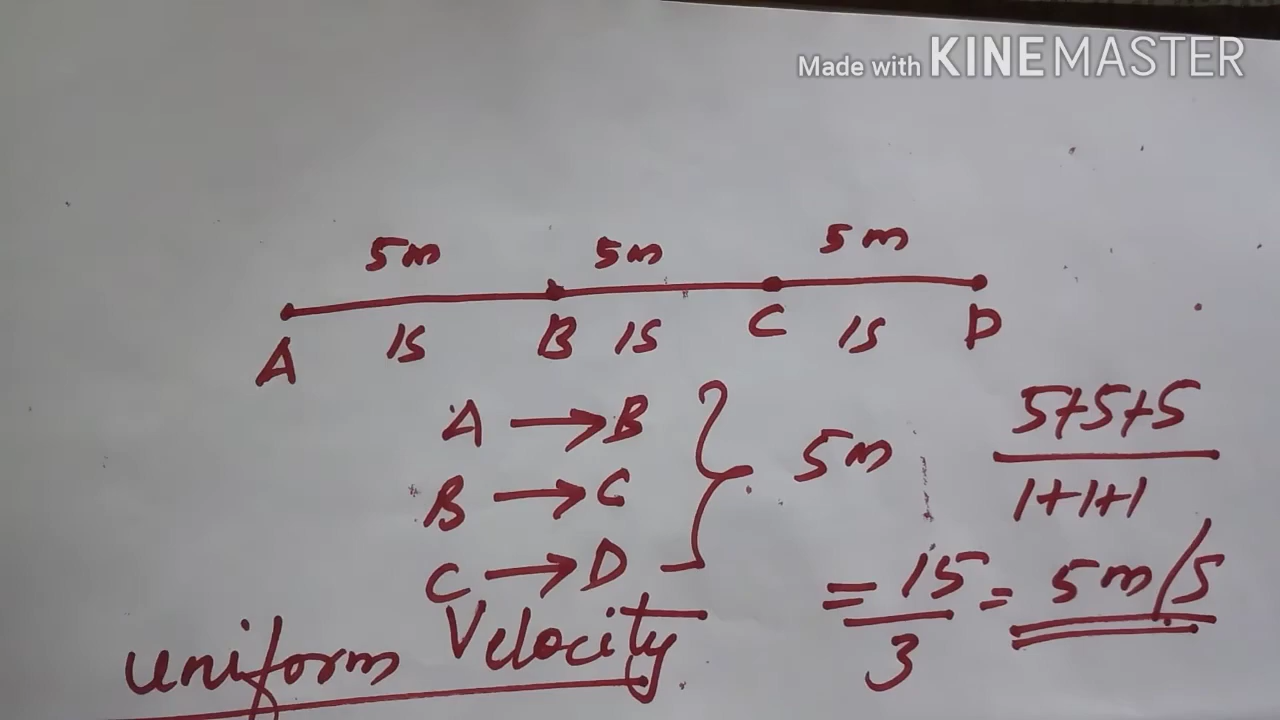 Made with KINEMASTER
5m 5m 5m
A 1s B 1s C 1s D
A → B
B → C
C → D
5m
5+5+5
1+1+1
= 15/3 = 5m/s
uniform Velocity